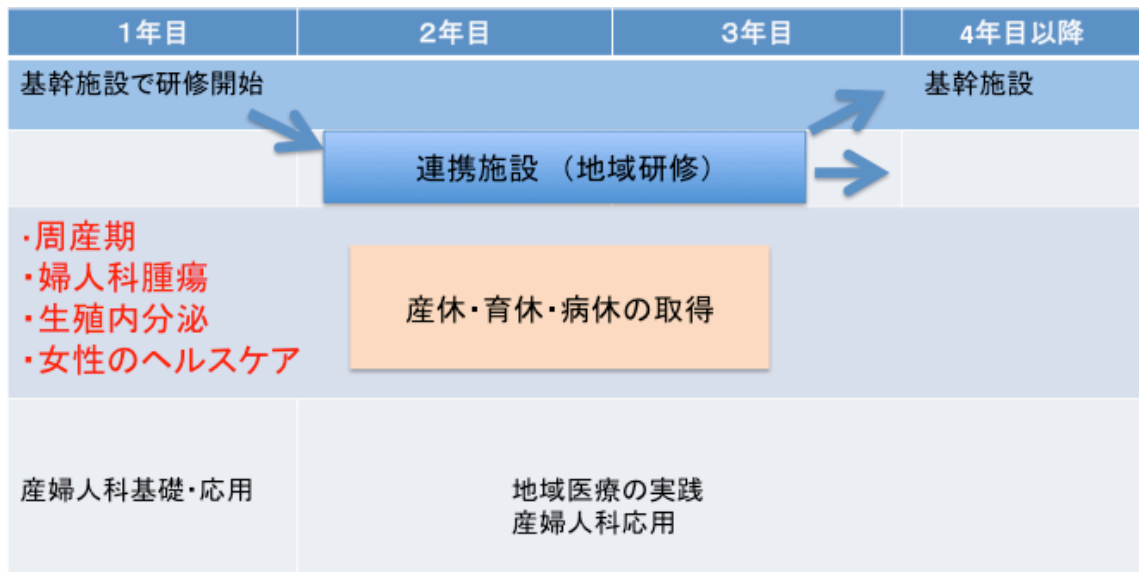 1年目
2年目
3年目
4年目以降
基幹施設で研修開始
基幹施設
連携施設 (地域研修)
・周産期
・婦人科腫瘍
・生殖内分泌
・女性のヘルスケア
産休・育休・病休の取得
産婦人科基礎・応用
地域医療の実践
産婦人科応用